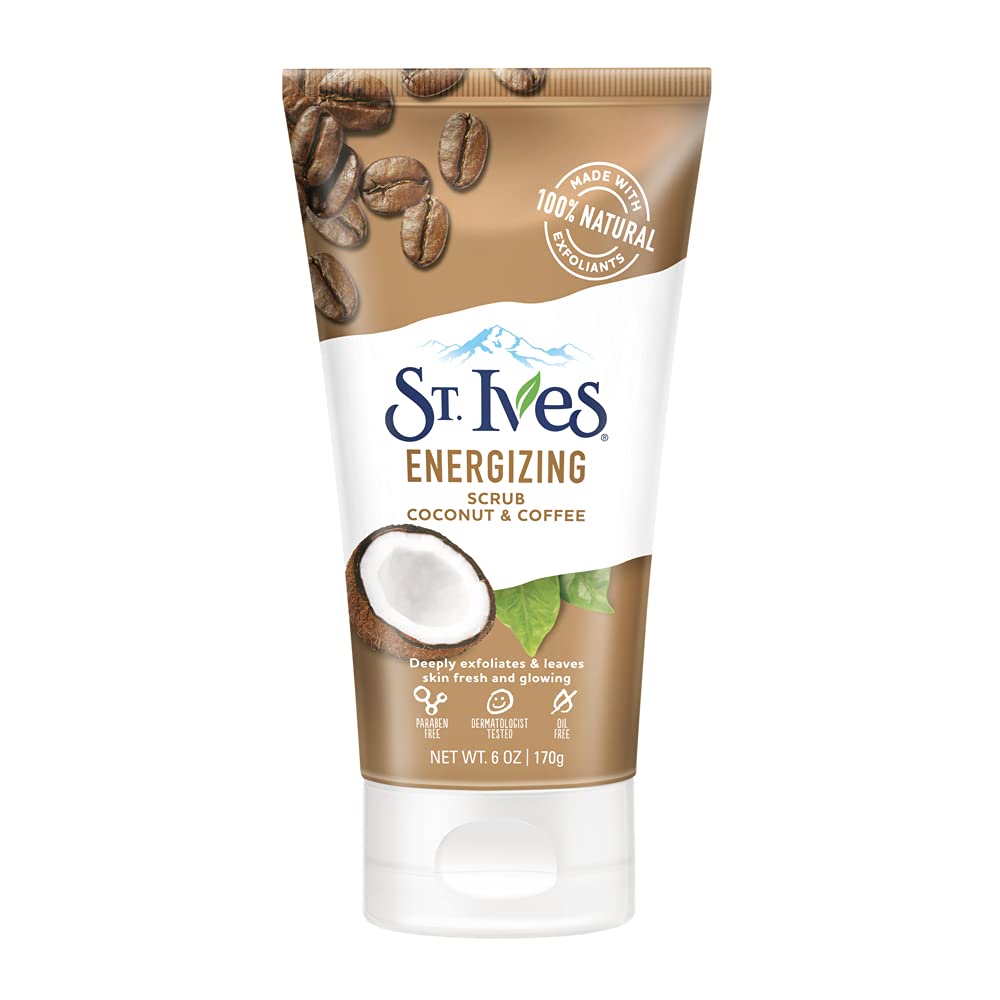 MADE WITH
100% NATURAL
EXFOLIANTS
ST. IVES®
ENERGIZING
SCRUB
COCONUT & COFFEE
Deeply exfoliates & leaves
skin fresh and glowing
PARABEN
FREE
DERMATOLOGIST
TESTED
OIL
FREE
NET WT. 6 OZ | 170g